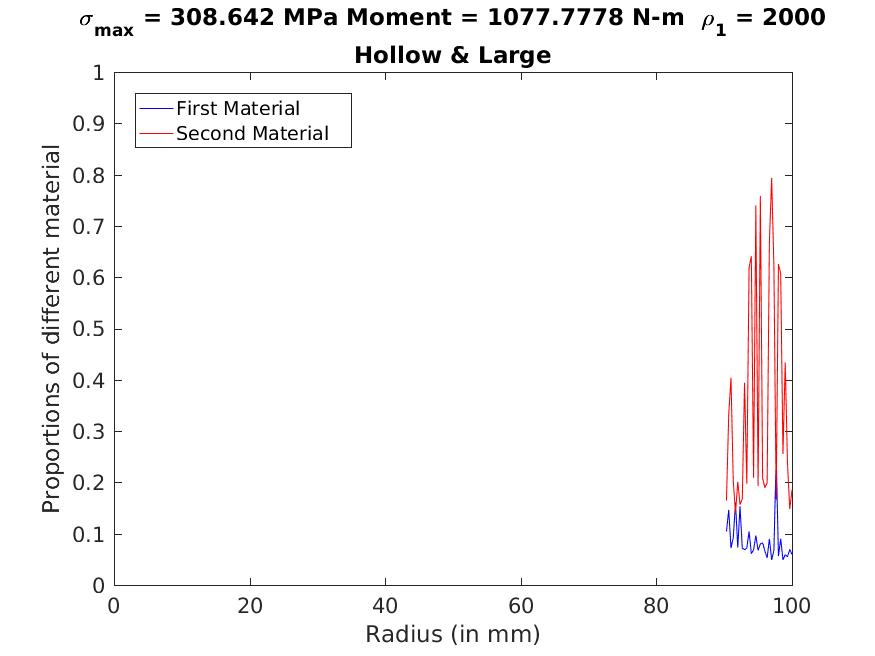 σmax = 308.642 MPa Moment = 1077.7778 N-m ρ1 = 2000
Hollow & Large
First Material
Second Material
Proportions of different material
1
0.9
0.8
0.7
0.6
0.5
0.4
0.3
0.2
0.1
0
0 20 40 60 80 100
Radius (in mm)